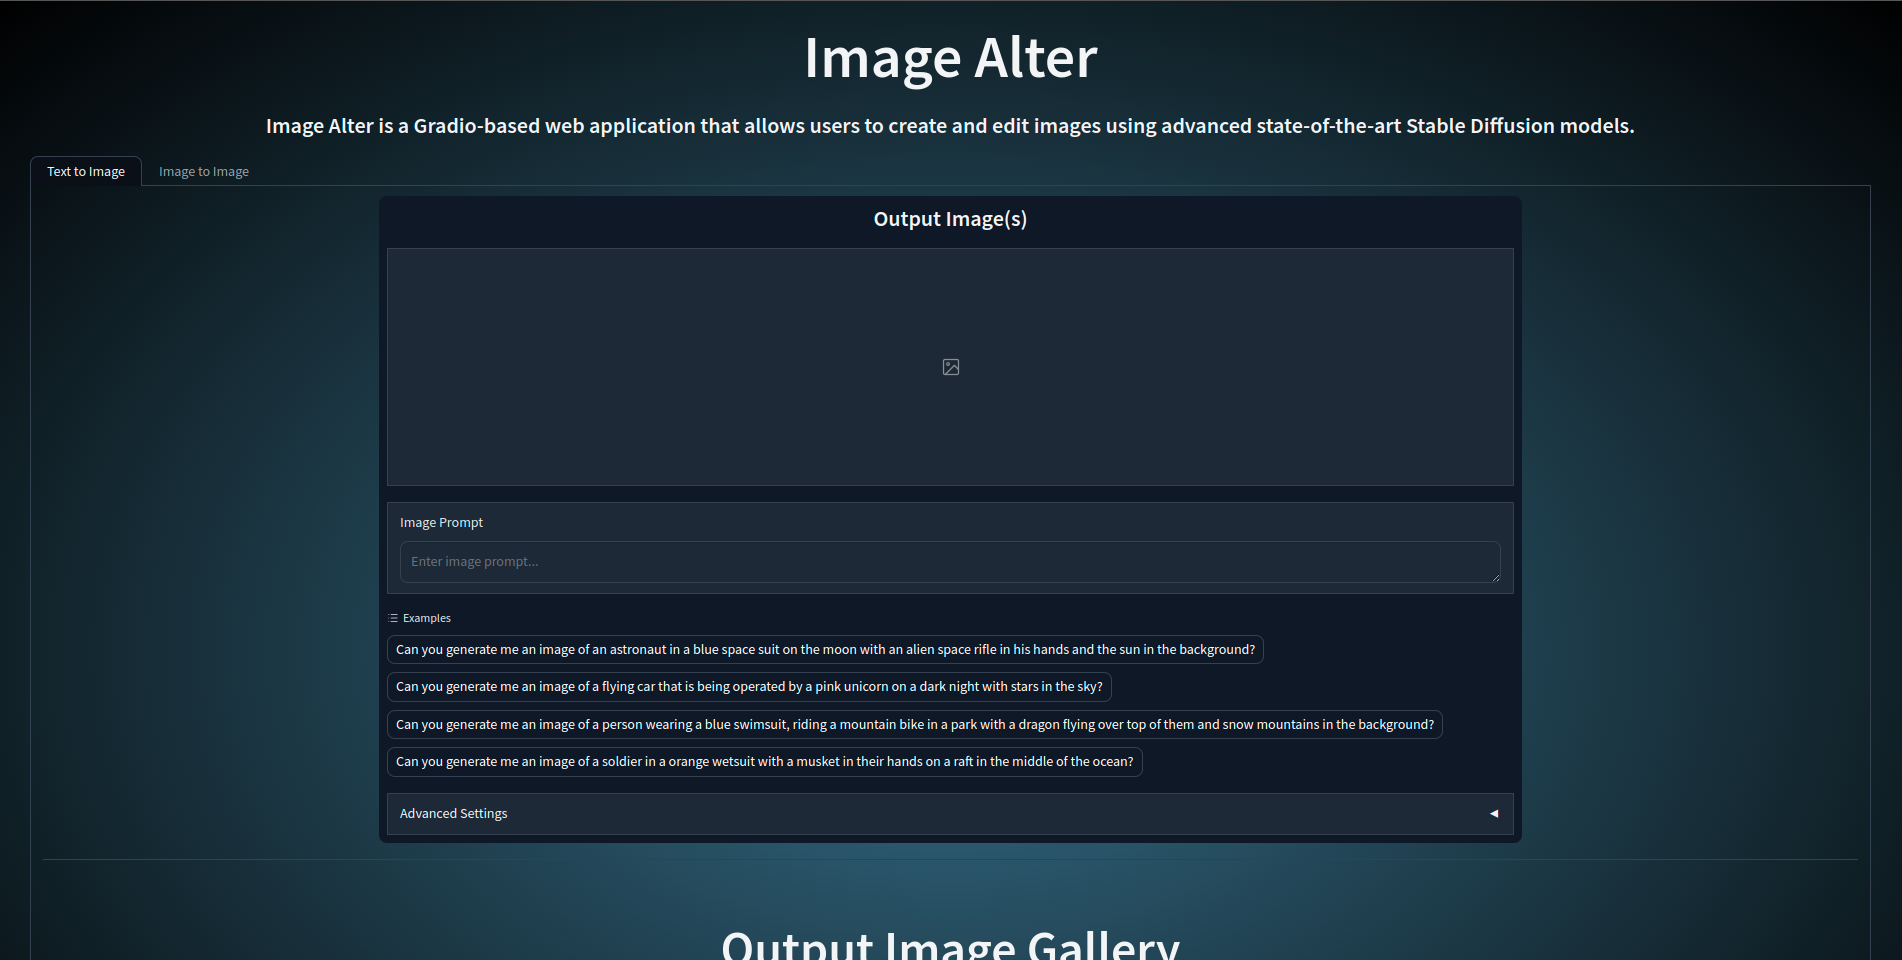 Image Alter
Image Alter is a Gradio-based web application that allows users to create and edit images using advanced state-of-the-art Stable Diffusion models.
Text to Image
Image to Image
Output Image(s)
Image Prompt
Enter image prompt...
Examples
Can you generate me an image of an astronaut in a blue space suit on the moon with an alien space rifle in his hands and the sun in the background?
Can you generate me an image of a flying car that is being operated by a pink unicorn on a dark night with stars in the sky?
Can you generate me an image of a person wearing a blue swimsuit, riding a mountain bike in a park with a dragon flying over top of them and snow mountains in the background?
Can you generate me an image of a soldier in a orange wetsuit with a musket in their hands on a raft in the middle of the ocean?
Advanced Settings
Output Image Gallery